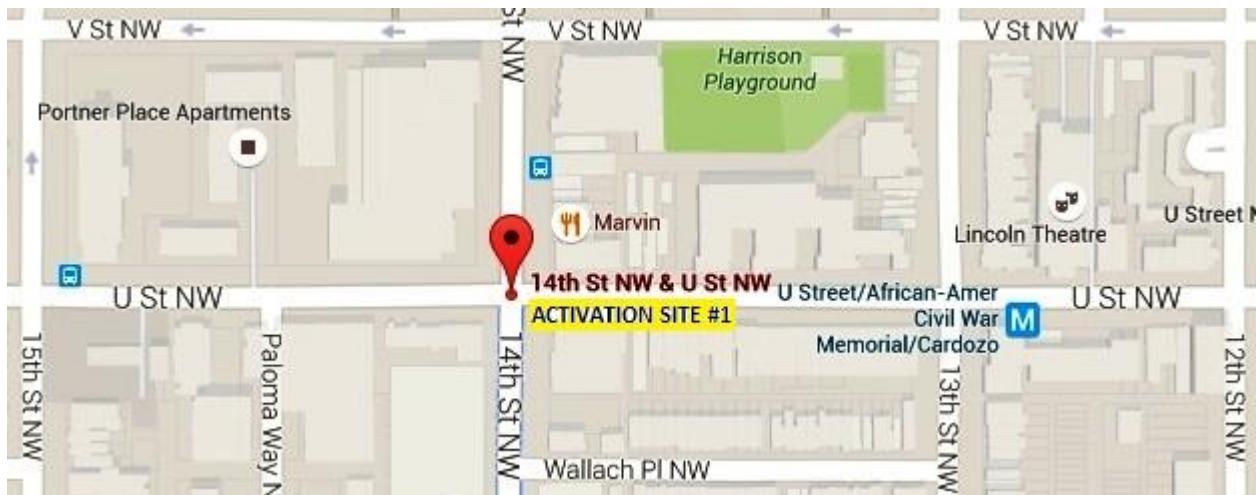 St NW
V St NW
V St NW
V St NW
Harrison
Playground
Portner Place Apartments
Marvin
Lincoln Theatre
U Street
14th St NW & U St NW
ACTIVATION SITE #1
U St NW
U Street/African-Amer
Civil War
Memorial/Cardozo
M
U St NW
15th St NW
Paloma Way N
14th St NW
13th St NW
12th St NW
Wallach Pl NW